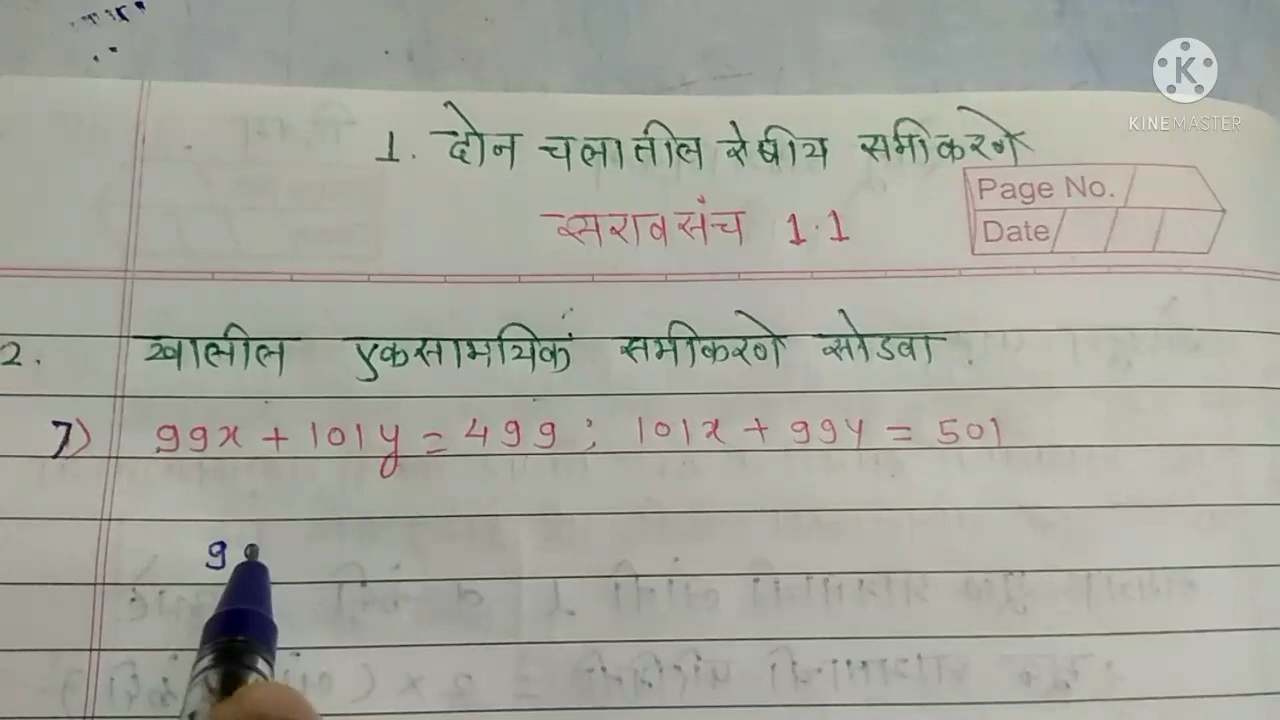 KINEMASTER
1. दोन चलातील रेषीय समीकरणे
Page No.
सरावसंच 1.1
Date
2. खालील एकसामयिक समीकरणे सोडवा.
7) 99x + 101y = 499 ; 101x + 99y = 501
9